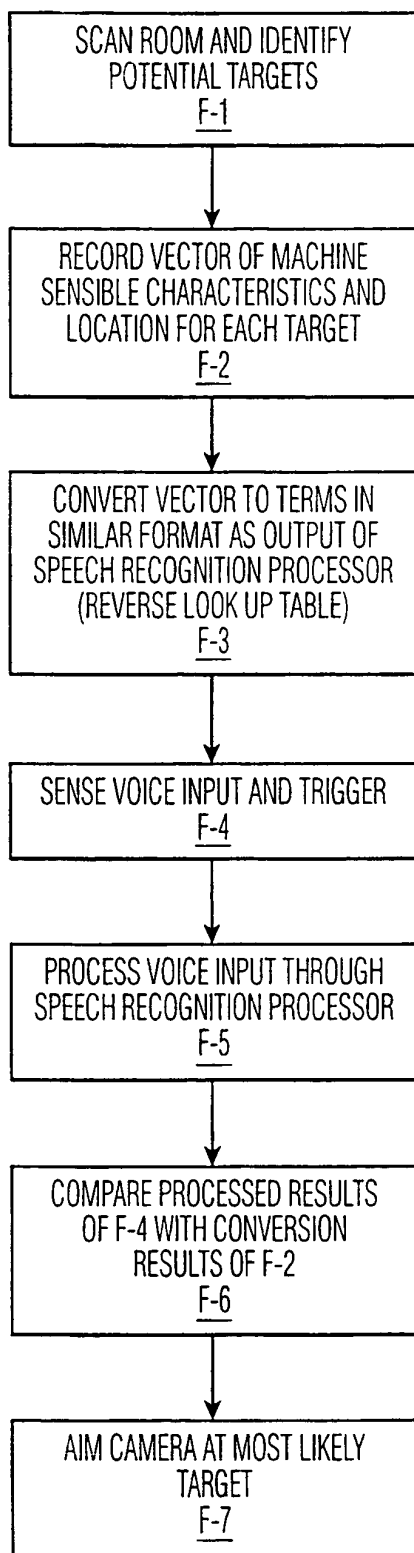 SCAN ROOM AND IDENTIFY
POTENTIAL TARGETS
F-1
RECORD VECTOR OF MACHINE
SENSIBLE CHARACTERISTICS AND
LOCATION FOR EACH TARGET
F-2
CONVERT VECTOR TO TERMS IN
SIMILAR FORMAT AS OUTPUT OF
SPEECH RECOGNITION PROCESSOR
(REVERSE LOOK UP TABLE)
F-3
SENSE VOICE INPUT AND TRIGGER
F-4
PROCESS VOICE INPUT THROUGH
SPEECH RECOGNITION PROCESSOR
F-5
COMPARE PROCESSED RESULTS
OF F-4 WITH CONVERSION
RESULTS OF F-2
F-6
AIM CAMERA AT MOST LIKELY
TARGET
F-7